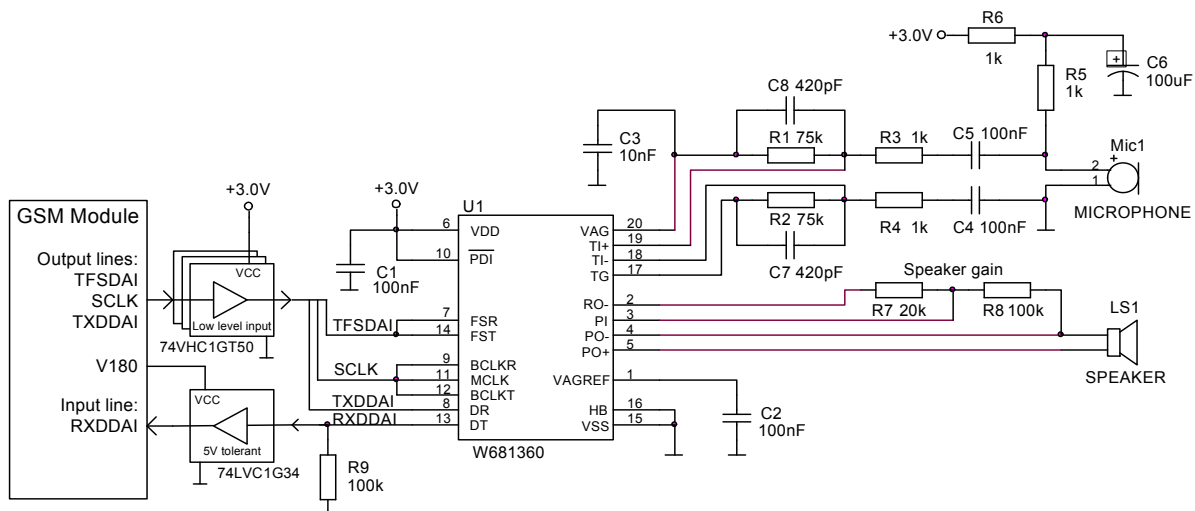 R6
+3.0V
1k
C6
100uF
R5
1k
C8 420pF
C3
10nF
R1 75k
R3 1k
C5 100nF
Mic1
+
2
1
MICROPHONE
R2 75k
R4 1k
C4 100nF
C7 420pF
+3.0V
+3.0V
GSM Module
Output lines:
TFSDAI
SCLK
TXDDAI
V180
Input line:
RXDDAI
VCC
Low level input
74VHC1GT50
VCC
5V tolerant
74LVC1G34
C1
100nF
R9
100k
TFSDAI
SCLK
TXDDAI
RXDDAI
U1
6 VDD
10 PDI
7 FSR
14 FST
9 BCLKR
11 MCLK
12 BCLKT
8 DR
13 DT
VAG 20
TI+ 19
TI- 18
TG 17
RO- 2
PI 3
PO- 4
PO+ 5
VAGREF 1
HB 16
VSS 15
W681360
Speaker gain
R7 20k
R8 100k
LS1
SPEAKER
C2
100nF
+